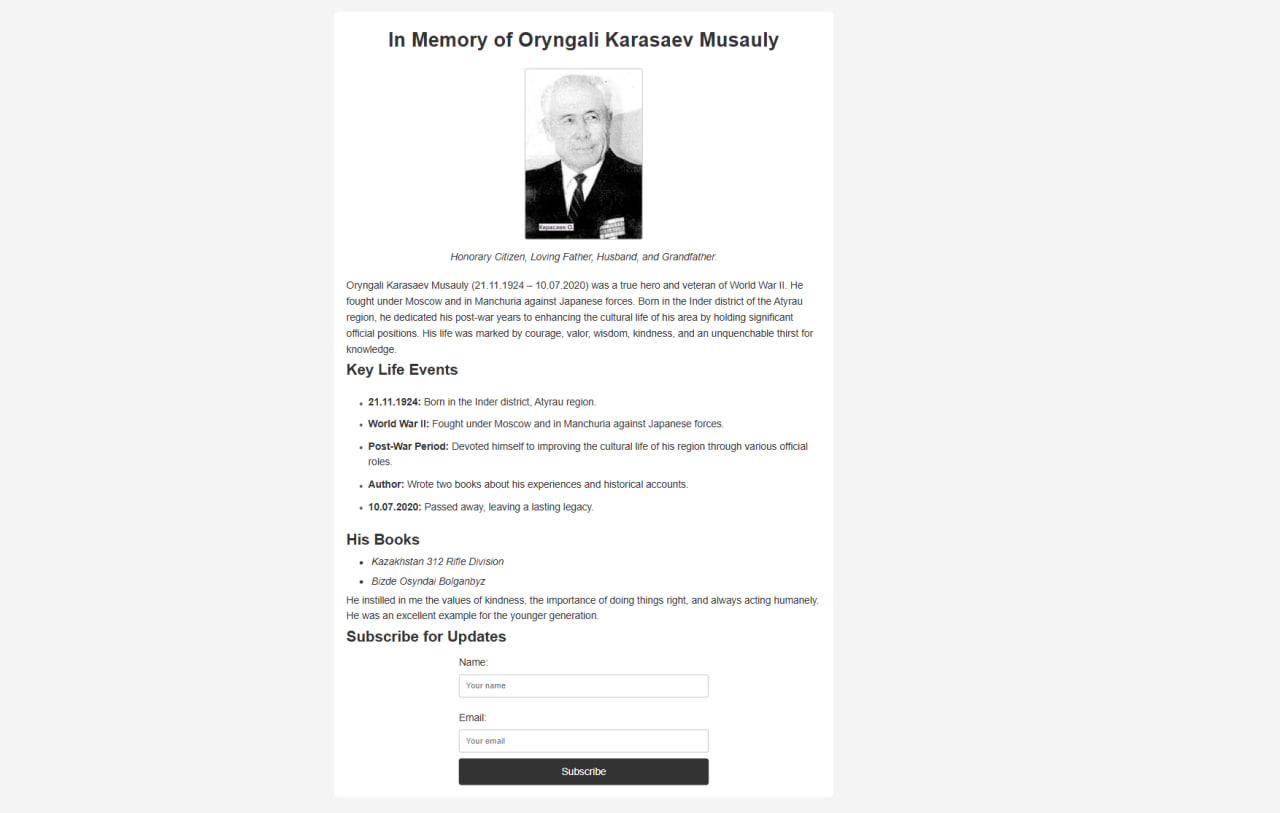 In Memory of Oryngali Karasaev Musauly
Карасаев О.
Honorary Citizen, Loving Father, Husband, and Grandfather.
Oryngali Karasaev Musauly (21.11.1924 – 10.07.2020) was a true hero and veteran of World War II. He
fought under Moscow and in Manchuria against Japanese forces. Born in the Inder district of the Atyrau
region, he dedicated his post-war years to enhancing the cultural life of his area by holding significant
official positions. His life was marked by courage, valor, wisdom, kindness, and an unquenchable thirst for
knowledge.
Key Life Events
• 21.11.1924: Born in the Inder district, Atyrau region.
• World War II: Fought under Moscow and in Manchuria against Japanese forces.
• Post-War Period: Devoted himself to improving the cultural life of his region through various official
roles.
• Author: Wrote two books about his experiences and historical accounts.
• 10.07.2020: Passed away, leaving a lasting legacy.
His Books
• Kazakhstan 312 Rifle Division
• Bizde Osyndai Bolganbyz
He instilled in me the values of kindness, the importance of doing things right, and always acting humanely.
He was an excellent example for the younger generation.
Subscribe for Updates
Name:
Your name
Email:
Your email
Subscribe